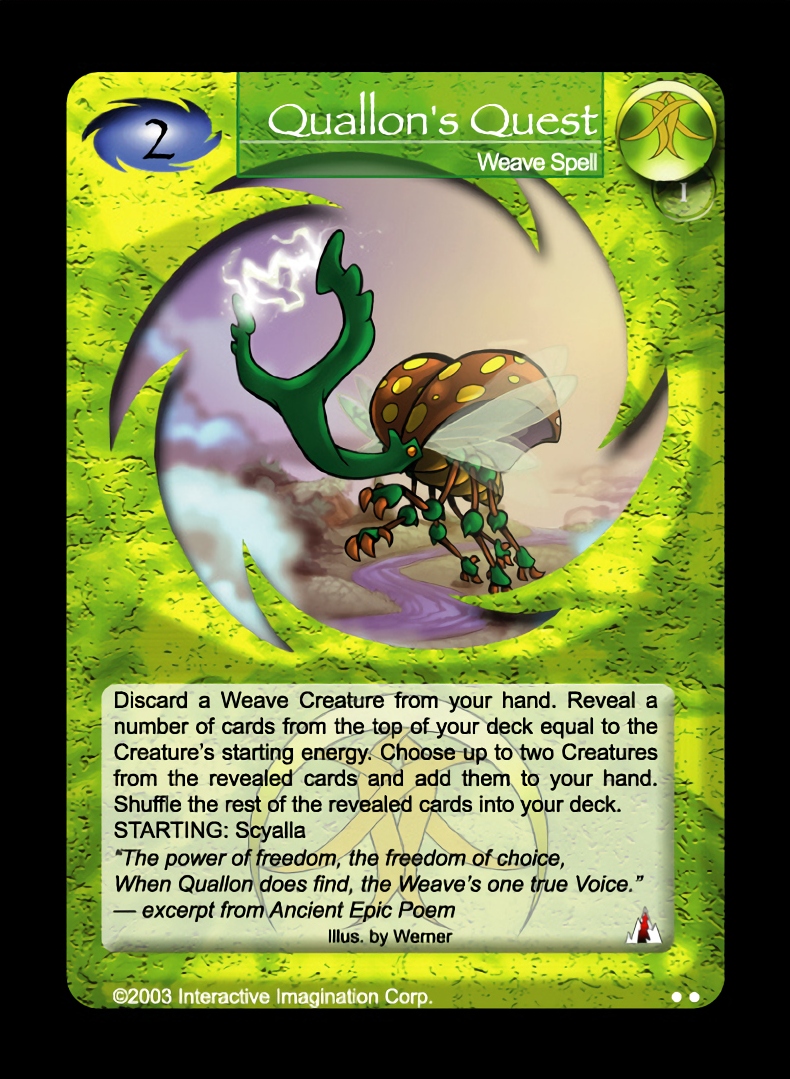 2
Quallon's Quest
Weave Spell
I
Discard a Weave Creature from your hand. Reveal a
number of cards from the top of your deck equal to the
Creature’s starting energy. Choose up to two Creatures
from the revealed cards and add them to your hand.
Shuffle the rest of the revealed cards into your deck.
STARTING: Scyalla
“The power of freedom, the freedom of choice,
When Quallon does find, the Weave’s one true Voice.”
— excerpt from Ancient Epic Poem
Illus. by Werner
©2003 Interactive Imagination Corp.